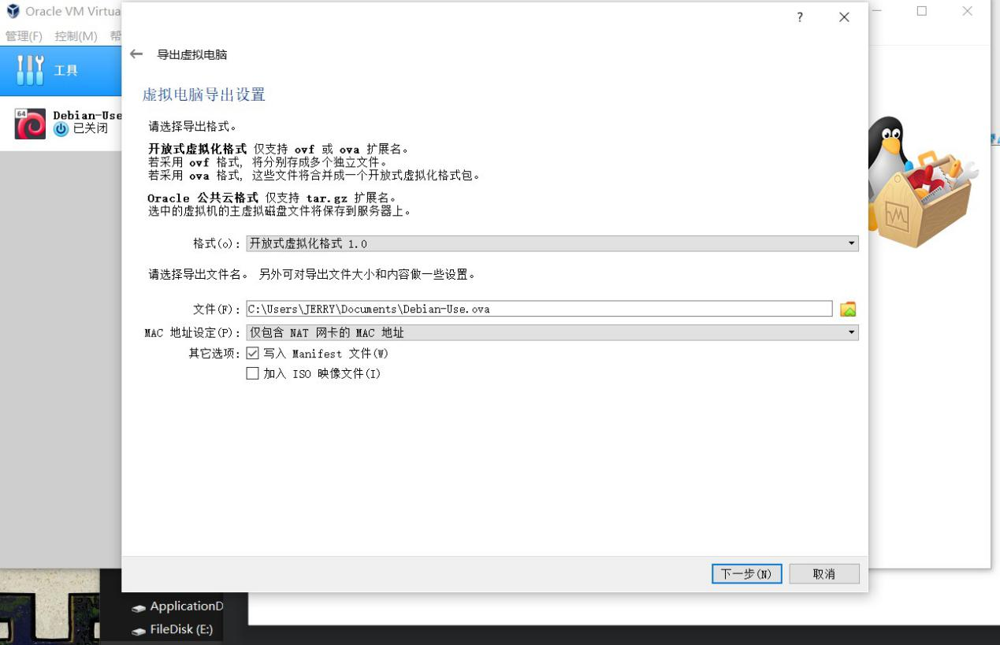 Oracle VM Virtua
管理(F) 控制(M) 帮
工具
64
Debian-Use
已关闭
?
导出虚拟电脑
虚拟电脑导出设置
请选择导出格式。
开放式虚拟化格式 仅支持 ovf 或 ova 扩展名。
若采用 ovf 格式, 将分别存成多个独立文件。
若采用 ova 格式, 这些文件将合并成一个开放式虚拟化格式包。
Oracle 公共云格式 仅支持 tar.gz 扩展名。
选中的虚拟机的主虚拟磁盘文件将保存到服务器上。
格式(o): 开放式虚拟化格式 1.0
请选择导出文件名。 另外可对导出文件大小和内容做一些设置。
文件(F): C:\Users\JERRY\Documents\Debian-Use.ova
MAC 地址设定(P): 仅包含 NAT 网卡的 MAC 地址
其它选项: 写入 Manifest 文件(W)
加入 ISO 映像文件(I)
下一步(N) 取消
ApplicationD
FileDisk (E:)